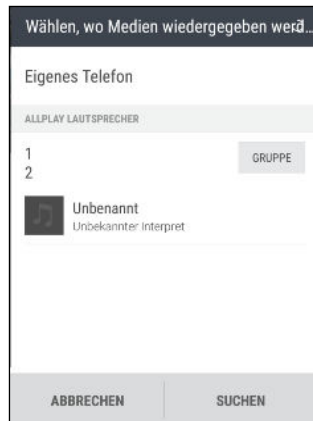 Wählen, wo Medien wiedergegeben werd...
Eigenes Telefon
ALLPLAY LAUTSPRECHER
1
2
GRUPPE
Unbenannt
Unbekannter Interpret
ABBRECHEN
SUCHEN